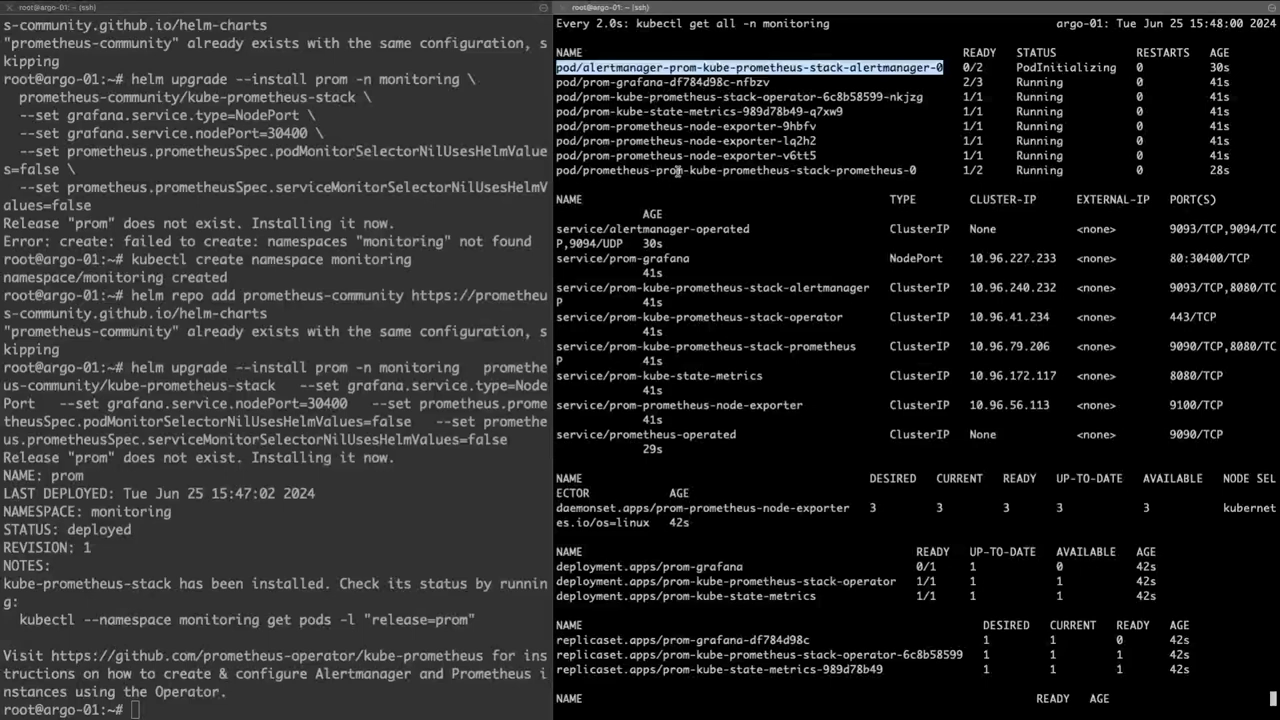 root@argo-01: ~ (ssh)
s-community.github.io/helm-charts
"prometheus-community" already exists with the same configuration, s
kipping
root@argo-01:~# helm upgrade --install prom -n monitoring \
  prometheus-community/kube-prometheus-stack \
  --set grafana.service.type=NodePort \
  --set grafana.service.nodePort=30400 \
  --set prometheus.prometheusSpec.podMonitorSelectorNilUsesHelmValue
s=false \
  --set prometheus.prometheusSpec.serviceMonitorSelectorNilUsesHelmV
alues=false
Release "prom" does not exist. Installing it now.
Error: create: failed to create: namespaces "monitoring" not found
root@argo-01:~# kubectl create namespace monitoring
namespace/monitoring created
root@argo-01:~# helm repo add prometheus-community https://prometheu
s-community.github.io/helm-charts
"prometheus-community" already exists with the same configuration, s
kipping
root@argo-01:~# helm upgrade --install prom -n monitoring   promethe
us-community/kube-prometheus-stack   --set grafana.service.type=Node
Port   --set grafana.service.nodePort=30400   --set prometheus.prome
theusSpec.podMonitorSelectorNilUsesHelmValues=false   --set promethe
us.prometheusSpec.serviceMonitorSelectorNilUsesHelmValues=false
Release "prom" does not exist. Installing it now.
NAME: prom
LAST DEPLOYED: Tue Jun 25 15:47:02 2024
NAMESPACE: monitoring
STATUS: deployed
REVISION: 1
NOTES:
kube-prometheus-stack has been installed. Check its status by runnin
g:
  kubectl --namespace monitoring get pods -l "release=prom"
Visit https://github.com/prometheus-operator/kube-prometheus for ins
tructions on how to create & configure Alertmanager and Prometheus i
nstances using the Operator.
root@argo-01:~#
root@argo-01: ~ (ssh)
Every 2.0s: kubectl get all -n monitoring argo-01: Tue Jun 25 15:48:00 2024
NAME READY STATUS RESTARTS AGE
pod/alertmanager-prom-kube-prometheus-stack-alertmanager-0 0/2 PodInitializing 0 30s
pod/prom-grafana-df784d98c-nfbzv 2/3 Running 0 41s
pod/prom-kube-prometheus-stack-operator-6c8b58599-nkjzg 1/1 Running 0 41s
pod/prom-kube-state-metrics-989d78b49-q7xw9 1/1 Running 0 41s
pod/prom-prometheus-node-exporter-9hbfv 1/1 Running 0 41s
pod/prom-prometheus-node-exporter-lq2h2 1/1 Running 0 41s
pod/prom-prometheus-node-exporter-v6tt5 1/1 Running 0 41s
pod/prometheus-prom-kube-prometheus-stack-prometheus-0 1/2 Running 0 28s
NAME TYPE CLUSTER-IP EXTERNAL-IP PORT(S)
AGE
service/alertmanager-operated ClusterIP None <none> 9093/TCP,9094/TC
P,9094/UDP 30s
service/prom-grafana NodePort 10.96.227.233 <none> 80:30400/TCP
41s
service/prom-kube-prometheus-stack-alertmanager ClusterIP 10.96.240.232 <none> 9093/TCP,8080/TC
P 41s
service/prom-kube-prometheus-stack-operator ClusterIP 10.96.41.234 <none> 443/TCP
41s
service/prom-kube-prometheus-stack-prometheus ClusterIP 10.96.79.206 <none> 9090/TCP,8080/TC
P 41s
service/prom-kube-state-metrics ClusterIP 10.96.172.117 <none> 8080/TCP
41s
service/prom-prometheus-node-exporter ClusterIP 10.96.56.113 <none> 9100/TCP
41s
service/prometheus-operated ClusterIP None <none> 9090/TCP
29s
NAME DESIRED CURRENT READY UP-TO-DATE AVAILABLE NODE SEL
ECTOR AGE
daemonset.apps/prom-prometheus-node-exporter 3 3 3 3 3 kubernet
es.io/os=linux 42s
NAME READY UP-TO-DATE AVAILABLE AGE
deployment.apps/prom-grafana 0/1 1 0 42s
deployment.apps/prom-kube-prometheus-stack-operator 1/1 1 1 42s
deployment.apps/prom-kube-state-metrics 1/1 1 1 42s
NAME DESIRED CURRENT READY AGE
replicaset.apps/prom-grafana-df784d98c 1 1 0 42s
replicaset.apps/prom-kube-prometheus-stack-operator-6c8b58599 1 1 1 42s
replicaset.apps/prom-kube-state-metrics-989d78b49 1 1 1 42s
NAME READY AGE